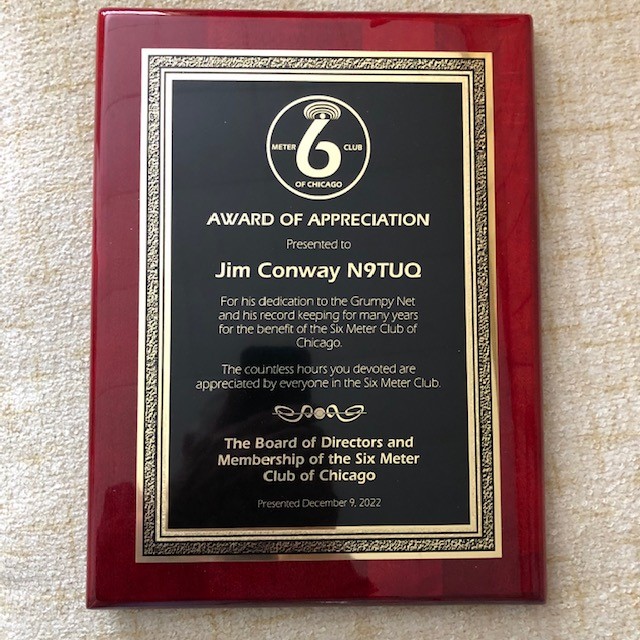 METER 6 CLUB
OF CHICAGO
AWARD OF APPRECIATION
Presented to
Jim Conway N9TUQ
For his dedication to the Grumpy Net
and his record keeping for many years
for the benefit of the Six Meter Club of
Chicago.
The countless hours you devoted are
appreciated by everyone in the Six Meter Club.
The Board of Directors and
Membership of the Six Meter
Club of Chicago
Presented December 9, 2022